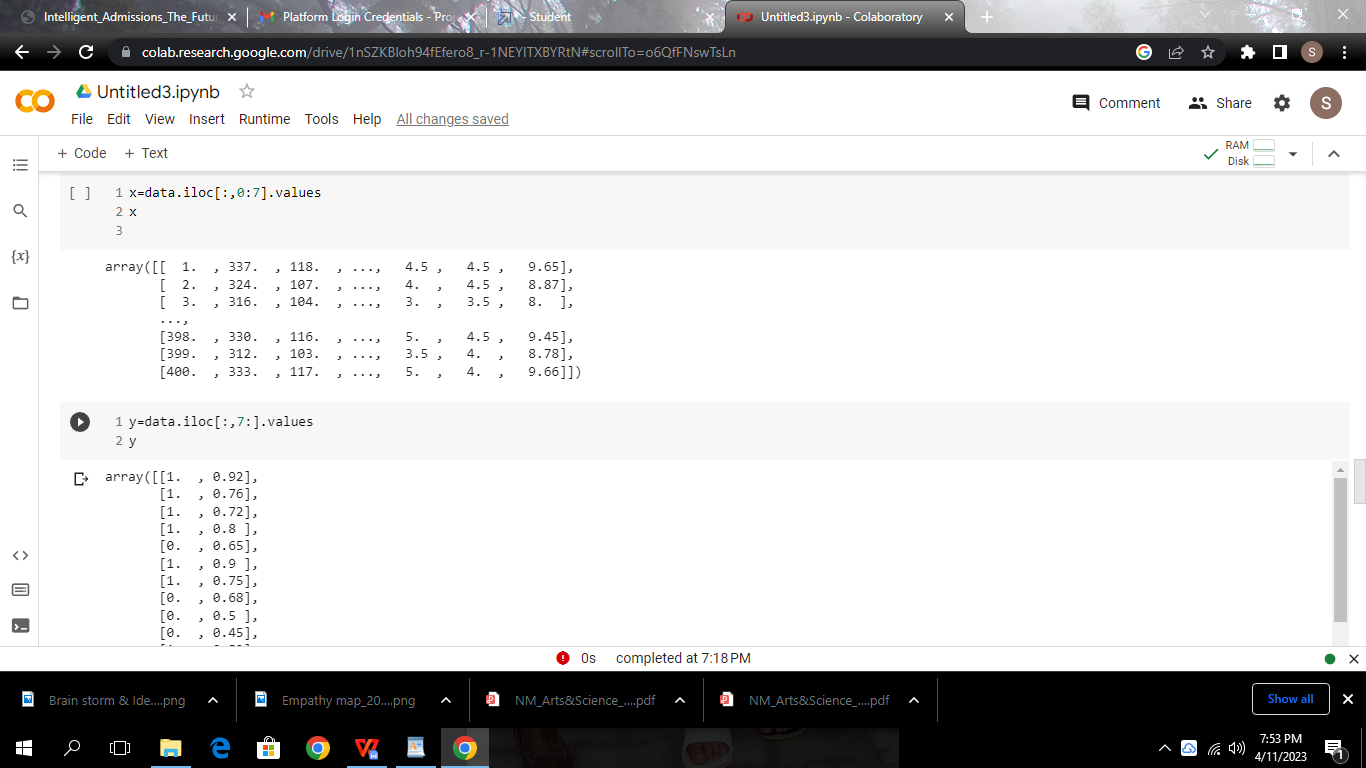 Intelligent_Admissions_The_Futu
Platform Login Credentials - Pro
- Student
Untitled3.ipynb - Colaboratory
colab.research.google.com/drive/1nSZKBIoh94fEfero8_r-1NEYITXBYRtN#scrollTo=o6QfFNswTsLn
S
Untitled3.ipynb
Comment
Share
S
File Edit View Insert Runtime Tools Help All changes saved
+ Code + Text
RAM
Disk
[ ] 1 x=data.iloc[:,0:7].values
2 x
3
{x}
array([[  1.  , 337.  , 118.  , ...,   4.5 ,   4.5 ,   9.65],
[  2.  , 324.  , 107.  , ...,   4.  ,   4.5 ,   8.87],
[  3.  , 316.  , 104.  , ...,   3.  ,   3.5 ,   8.  ],
...,
[398.  , 330.  , 116.  , ...,   5.  ,   4.5 ,   9.45],
[399.  , 312.  , 103.  , ...,   3.5 ,   4.  ,   8.78],
[400.  , 333.  , 117.  , ...,   5.  ,   4.  ,   9.66]])
1 y=data.iloc[:,7:].values
2 y
array([[1.  , 0.92],
[1.  , 0.76],
[1.  , 0.72],
[1.  , 0.8 ],
[0.  , 0.65],
[1.  , 0.9 ],
[1.  , 0.75],
[0.  , 0.68],
[0.  , 0.5 ],
[0.  , 0.45],
0s completed at 7:18 PM
Brain storm & Ide....png
Empathy map_20....png
NM_Arts&Science_....pdf
NM_Arts&Science_....pdf
Show all
7:53 PM
4/11/2023
1